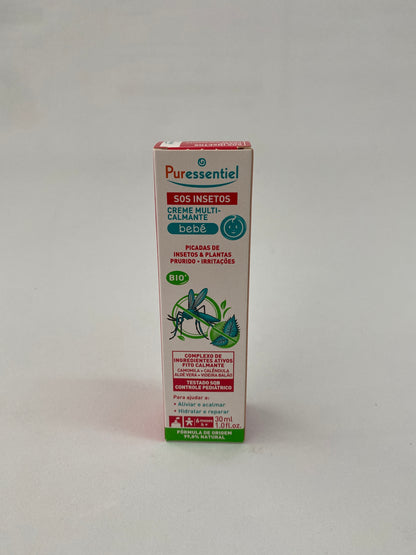 Puressentiel
SOS INSETOS
CREME MULTI-
CALMANTE
bebé
PICADAS DE
INSETOS & PLANTAS
PRURIDO • IRRITAÇÕES
BIO*
COMPLEXO DE
INGREDIENTES ATIVOS
FITO CALMANTE
CAMOMILA • CALÊNDULA
ALOE VERA • VISEIRA BALÃO
TESTADO SOB
CONTROLE PEDIÁTRICO
Para ajudar a:
• Aliviar e acalmar
• Hidratar e reparar
30ml
1.0fl.oz.
FÓRMULA DE ORIGEM
99,8% NATURAL